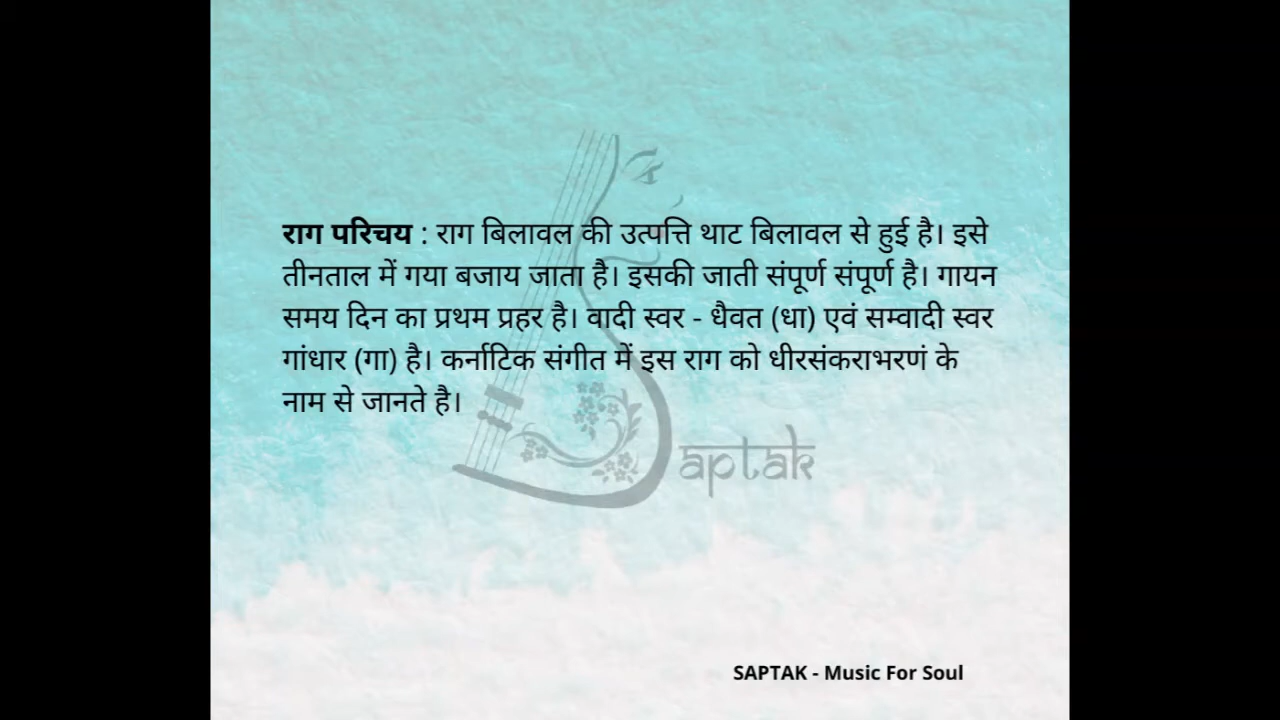 राग परिचय : राग बिलावल की उत्पत्ति थाट बिलावल से हुई है। इसे
तीनताल में गया बजाय जाता है। इसकी जाती संपूर्ण संपूर्ण है। गायन
समय दिन का प्रथम प्रहर है। वादी स्वर - धैवत (धा) एवं सम्वादी स्वर
गांधार (गा) है। कर्नाटिक संगीत में इस राग को धीरसंकराभरणं के
नाम से जानते है।
Saptak
SAPTAK - Music For Soul